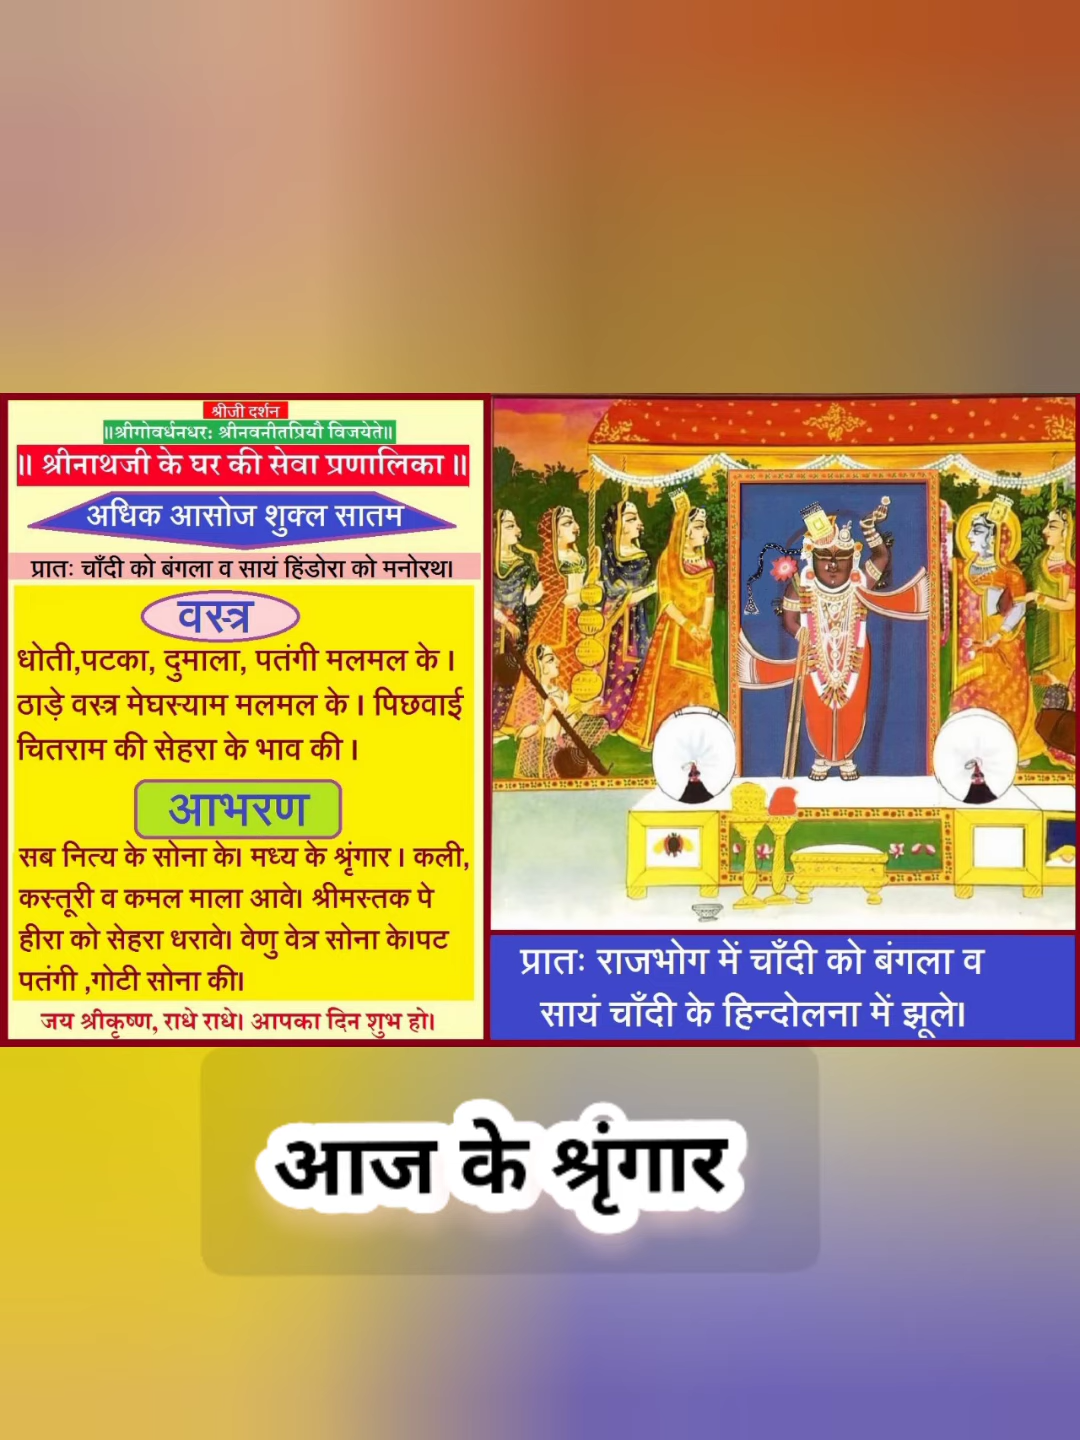 श्रीजी दर्शन
॥श्रीगोवर्धनधर: श्रीनवनीतप्रियौ विजयेते॥
॥ श्रीनाथजी के घर की सेवा प्रणालिका ॥
अधिक आसोज शुक्ल सातम
प्रातः चाँदी को बंगला व सायं हिंडोरा को मनोरथ।
वस्त्र
धोती,पटका, दुमाला, पतंगी मलमल के ।
ठाड़े वस्त्र मेघस्याम मलमल के । पिछवाई
चितराम की सेहरा के भाव की ।
आभरण
सब नित्य के सोना के। मध्य के श्रृंगार । कली,
कस्तूरी व कमल माला आवे। श्रीमस्तक पे
हीरा को सेहरा धरावे। वेणु वेत्र सोना के।पट
पतंगी ,गोटी सोना की।
जय श्रीकृष्ण, राधे राधे। आपका दिन शुभ हो।
प्रातः राजभोग में चाँदी को बंगला व
सायं चाँदी के हिन्दोलना में झूले।
आज के श्रृंगार